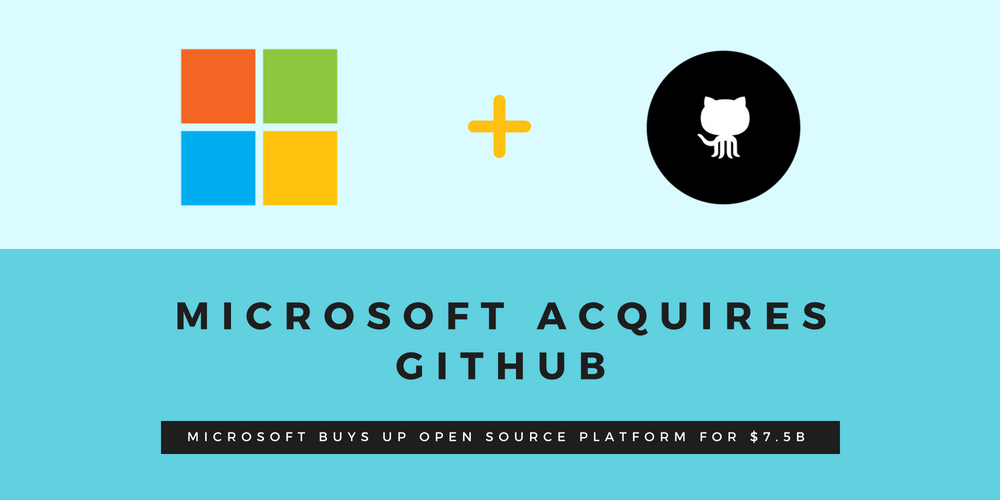 MICROSOFT ACQUIRES
GITHUB
MICROSOFT BUYS UP OPEN SOURCE PLATFORM FOR $7.5B